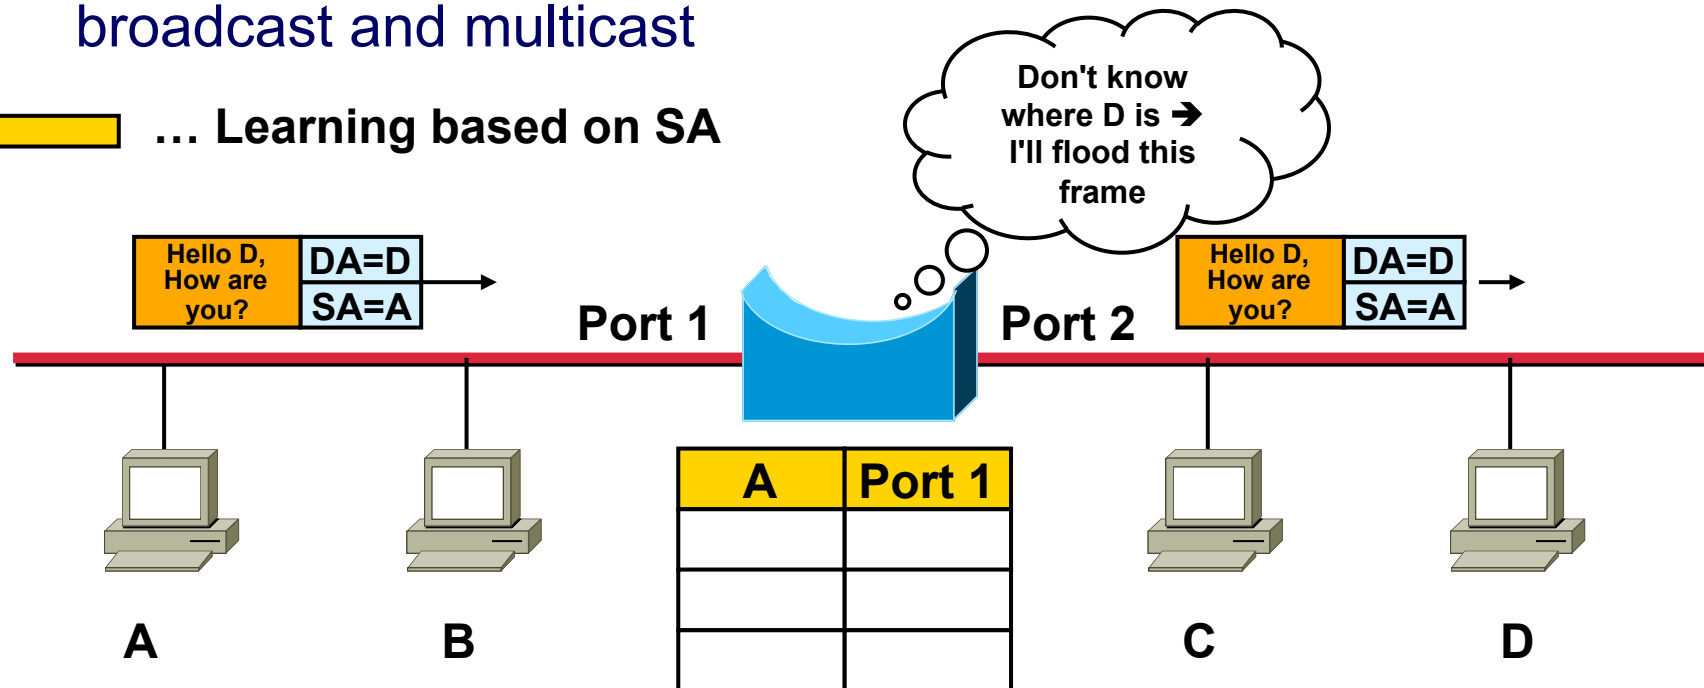 broadcast and multicast
… Learning based on SA
Don't know
where D is ➔
I'll flood this
frame
Hello D,
How are
you?
DA=D
SA=A
Port 1
Port 2
Hello D,
How are
you?
DA=D
SA=A
A Port 1
A
B
C
D